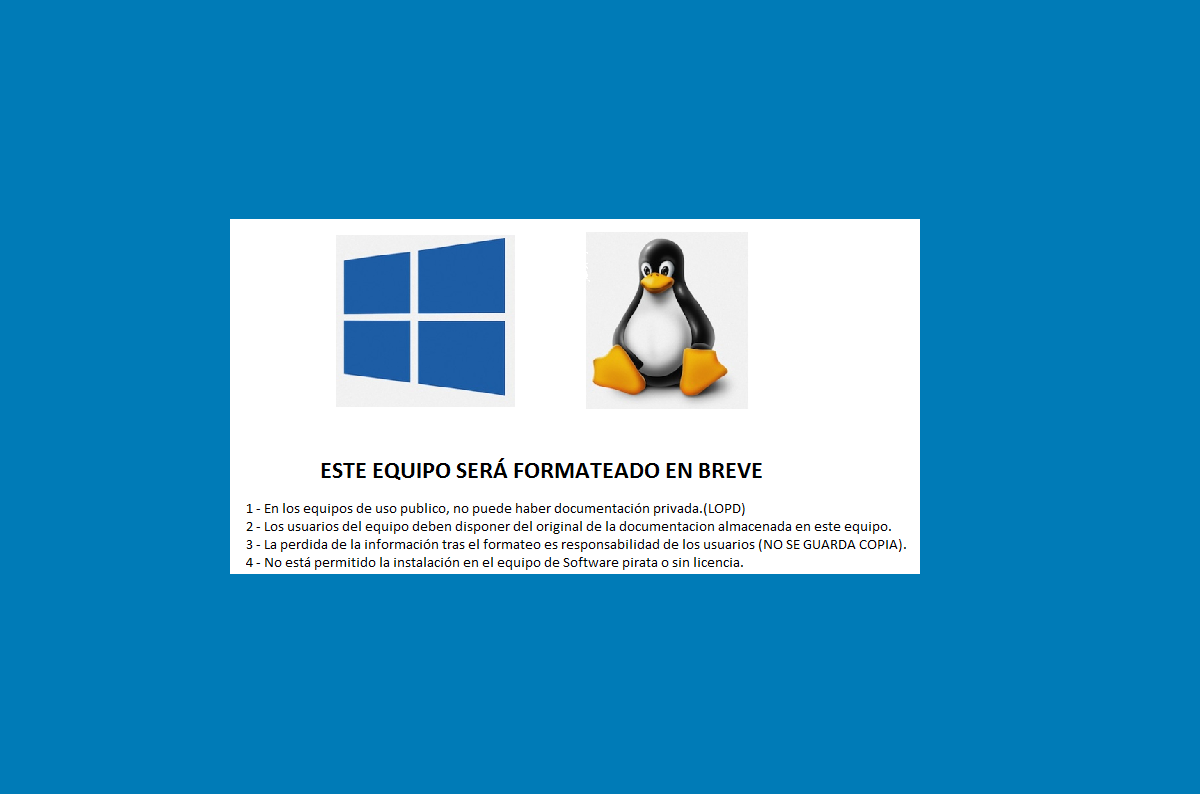 ESTE EQUIPO SERÁ FORMATEADO EN BREVE
1 - En los equipos de uso publico, no puede haber documentación privada.(LOPD)
2 - Los usuarios del equipo deben disponer del original de la documentacion almacenada en este equipo.
3 - La perdida de la información tras el formateo es responsabilidad de los usuarios (NO SE GUARDA COPIA).
4 - No está permitido la instalación en el equipo de Software pirata o sin licencia.